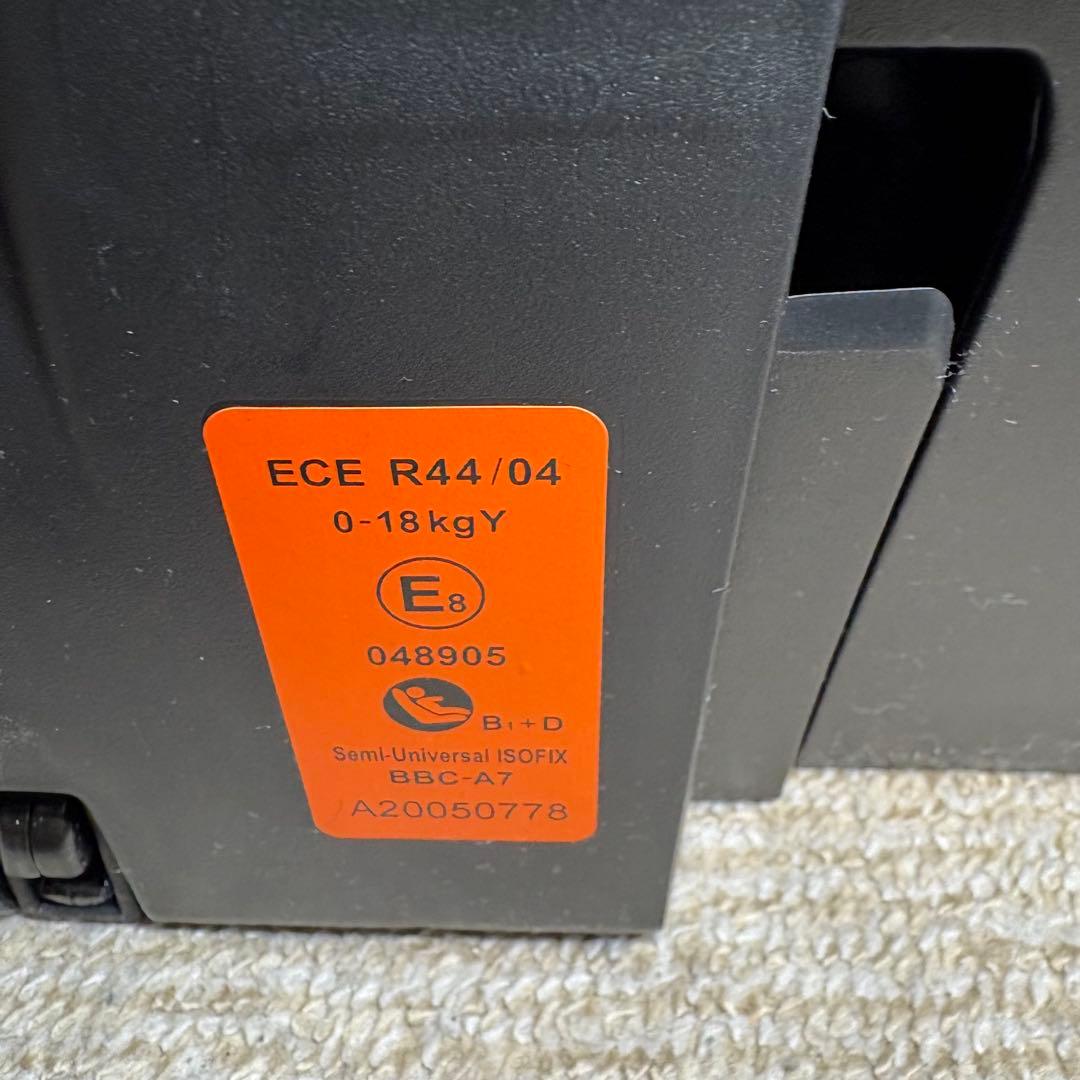 ECE R44/04
0-18kgY
E8
048905
B1+D
Semi-Universal ISOFIX
BBC-A7
A20050778